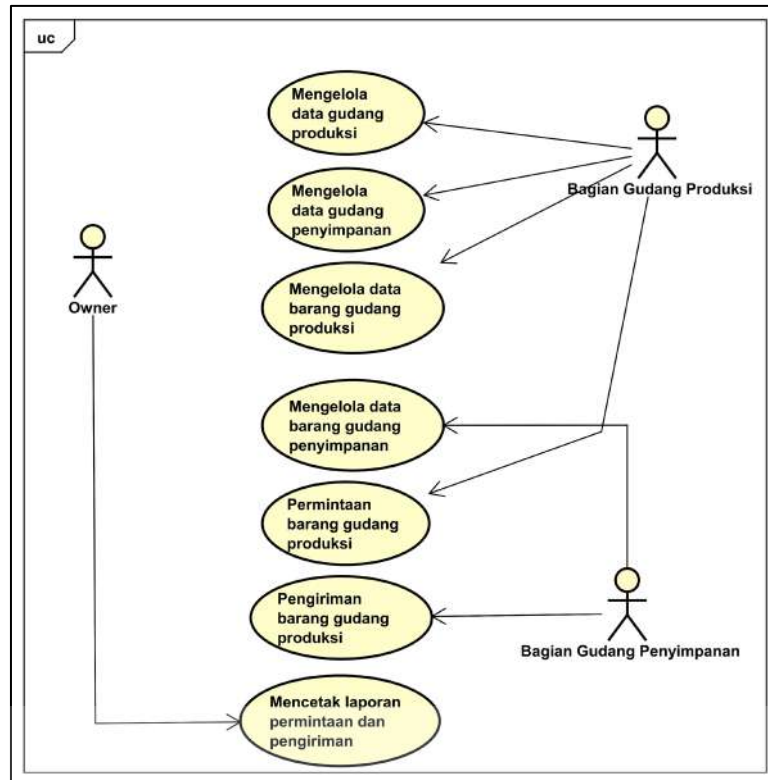 uc
Mengelola
data gudang
produksi
Bagian Gudang Produksi
Mengelola
data gudang
penyimpanan
Owner
Mengelola data
barang gudang
produksi
Mengelola data
barang gudang
penyimpanan
Permintaan
barang gudang
produksi
Pengiriman
barang gudang
produksi
Bagian Gudang Penyimpanan
Mencetak laporan
permintaan dan
pengiriman